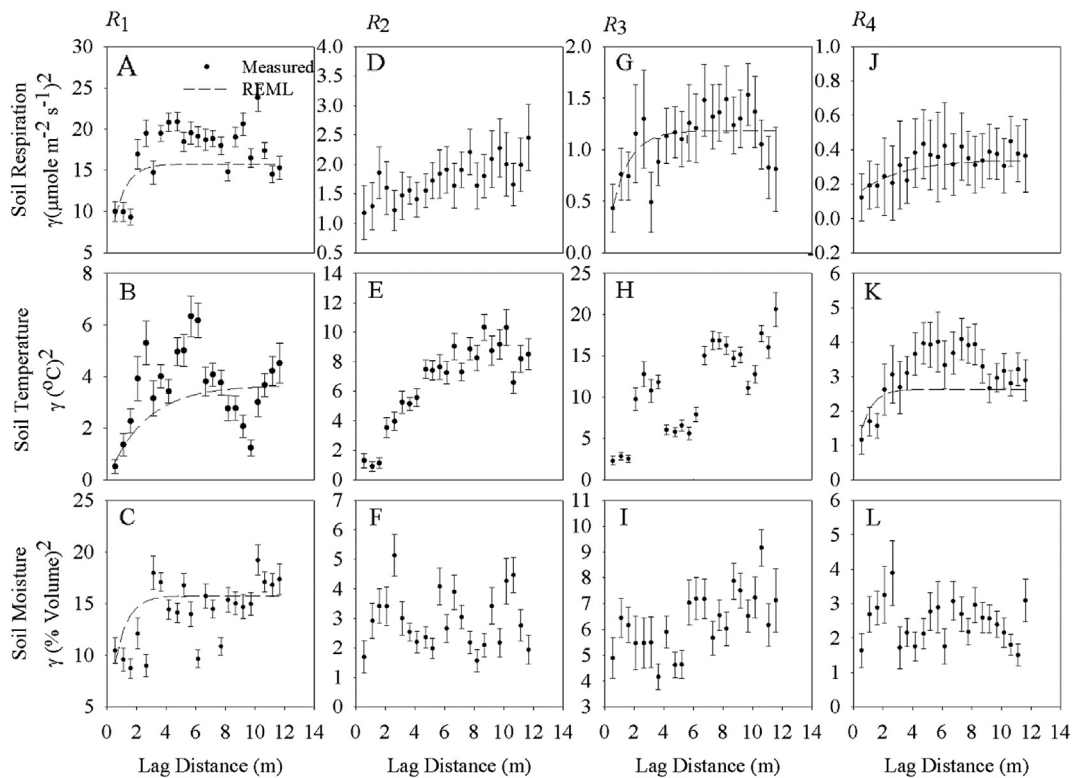 R1 R2 R3 R4
Soil Respiration
γ(μmole m-2 s-1)2
A
Measured
REML
30
25
20
15
10
5
D
4.0
3.5
3.0
2.5
2.0
1.5
1.0
0.5
G
2.0
1.5
1.0
0.5
0.0
J
1.0
0.8
0.6
0.4
0.2
0.0
0.2
Soil Temperature
γ (oC)2
B
8
6
4
2
0
E
14
12
10
8
6
4
2
0
H
25
20
15
10
5
0
K
6
5
4
3
2
1
0
Soil Moisture
γ (% Volume)2
C
25
20
15
10
5
F
7
6
5
4
3
2
1
0
I
11
10
9
8
7
6
5
4
3
L
6
5
4
3
2
1
0
0 2 4 6 8 10 12 14
0 2 4 6 8 10 12 14
0 2 4 6 8 10 12 14
0 2 4 6 8 10 12 14
Lag Distance (m)
Lag Distance (m)
Lag Distance (m)
Lag Distance (m)